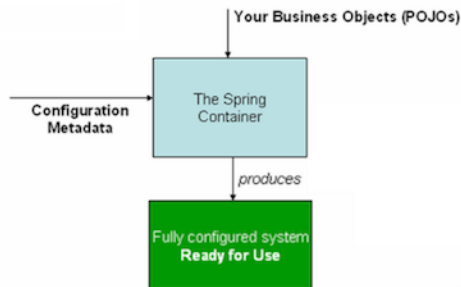 Your Business Objects (POJOs)
The Spring
Container
Configuration
Metadata
produces
Fully configured system
Ready for Use